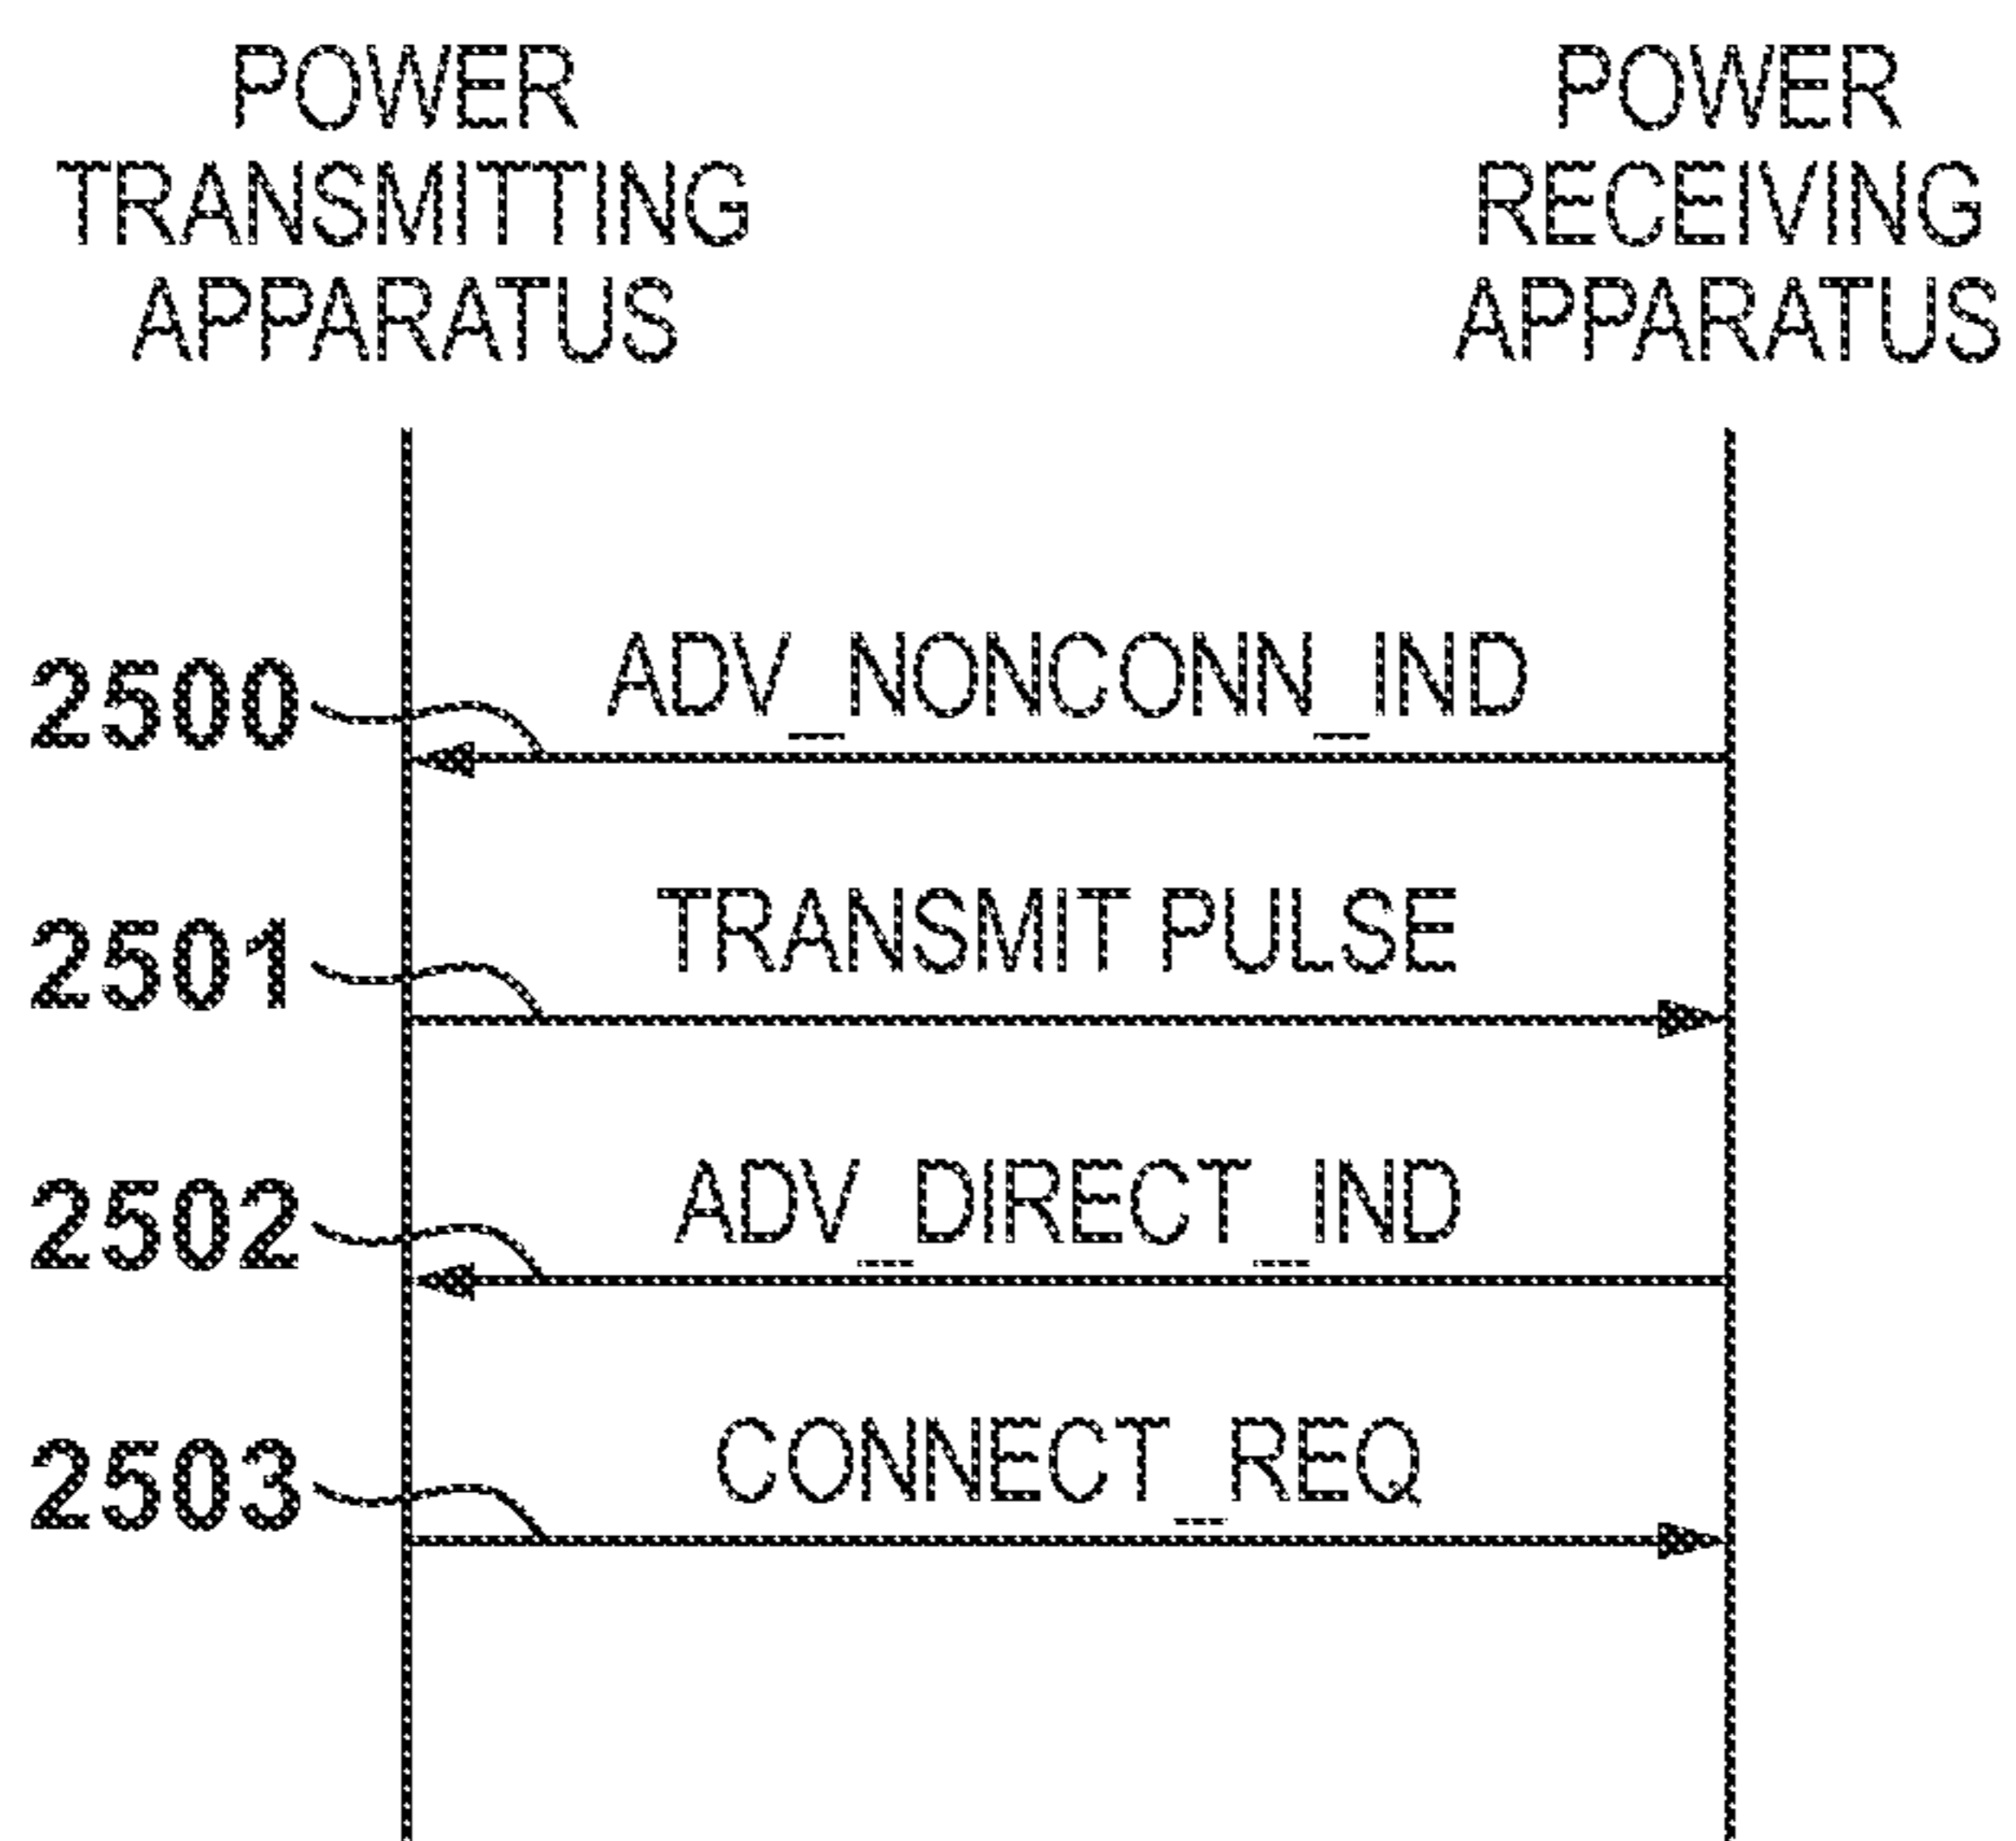 POWER
TRANSMITTING
APPARATUS
POWER
RECEIVING
APPARATUS
2500
ADV_NONCONN_IND
2501
TRANSMIT PULSE
2502
ADV_DIRECT_IND
2503
CONNECT_REQ